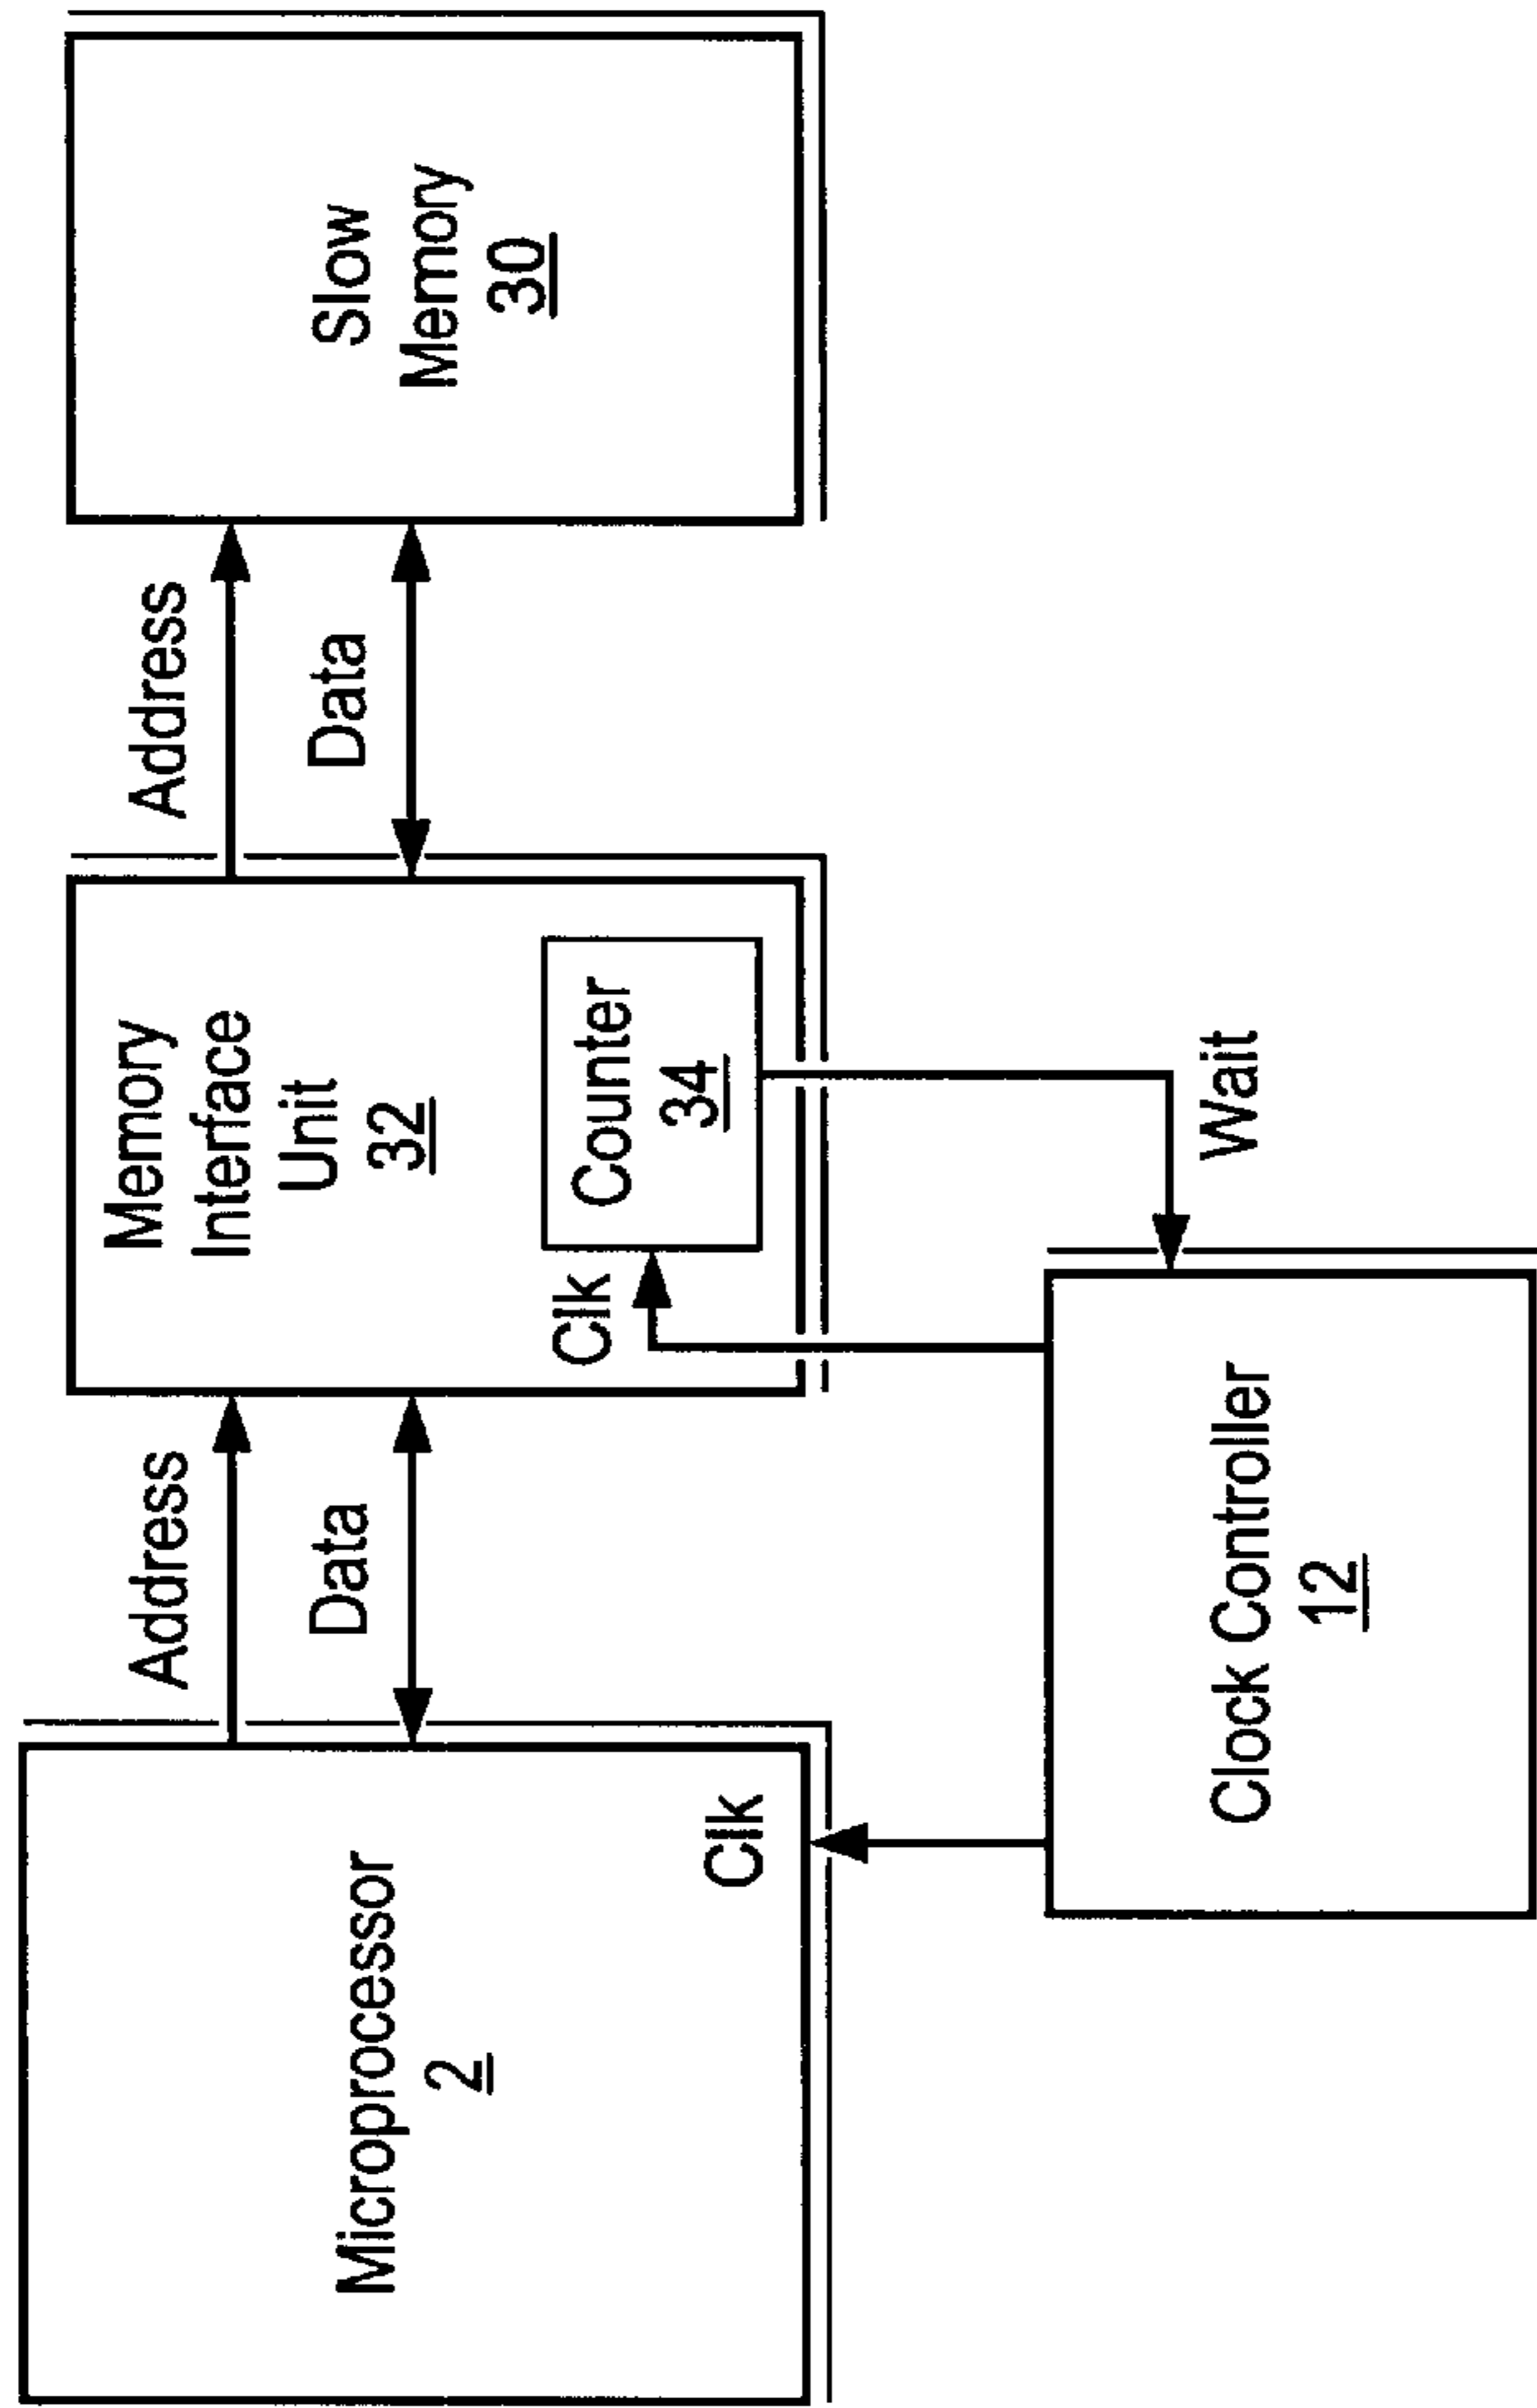 Microprocessor
2
Clk
Address
Data
Memory
Interface
Unit
32
Clk
Counter
34
Address
Data
Slow
Memory
30
Wait
Clock Controller
12